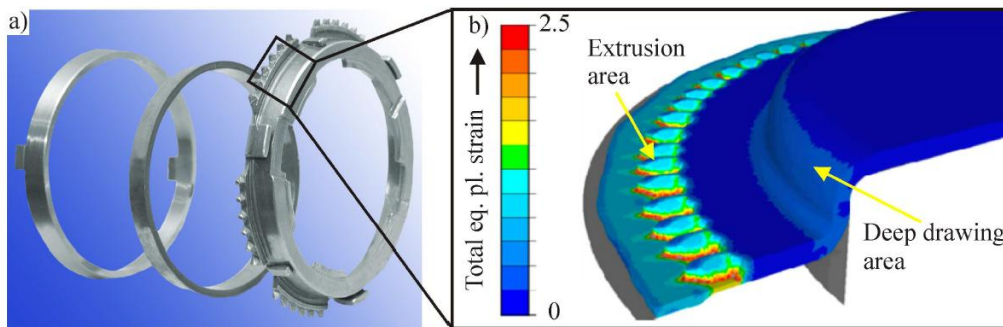 a)
b)
2.5
Total eq. pl. strain
0
Extrusion
area
Deep drawing
area